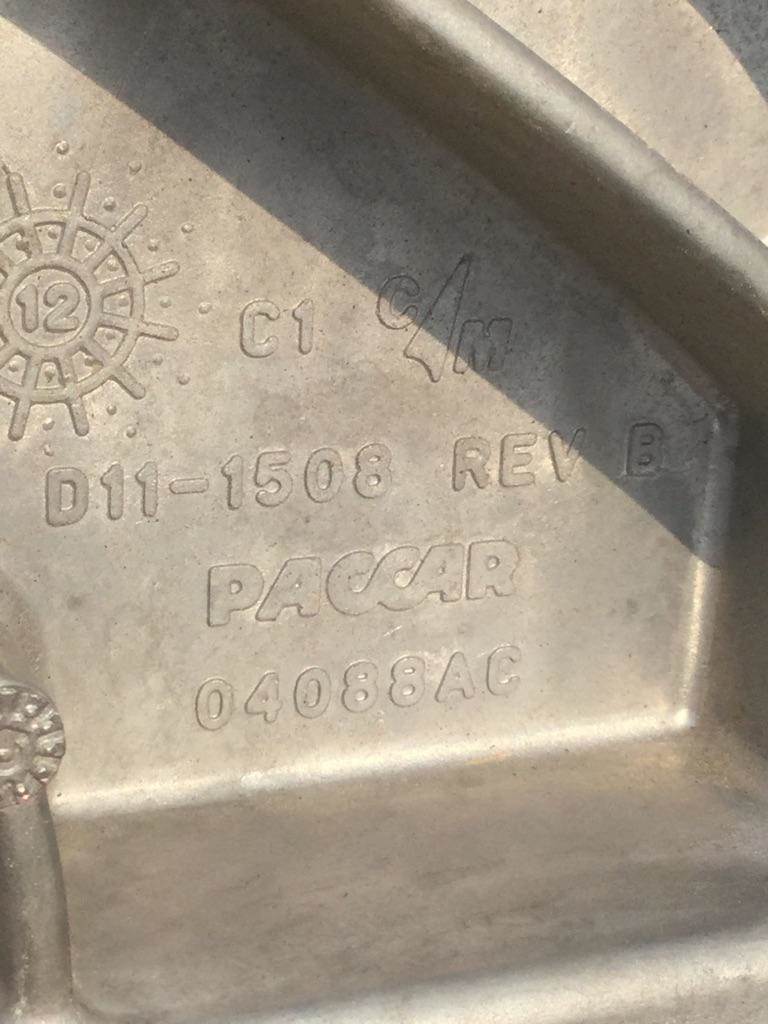 12
C1 C/M
D11-1508 REV B
PACCAR
04088AC